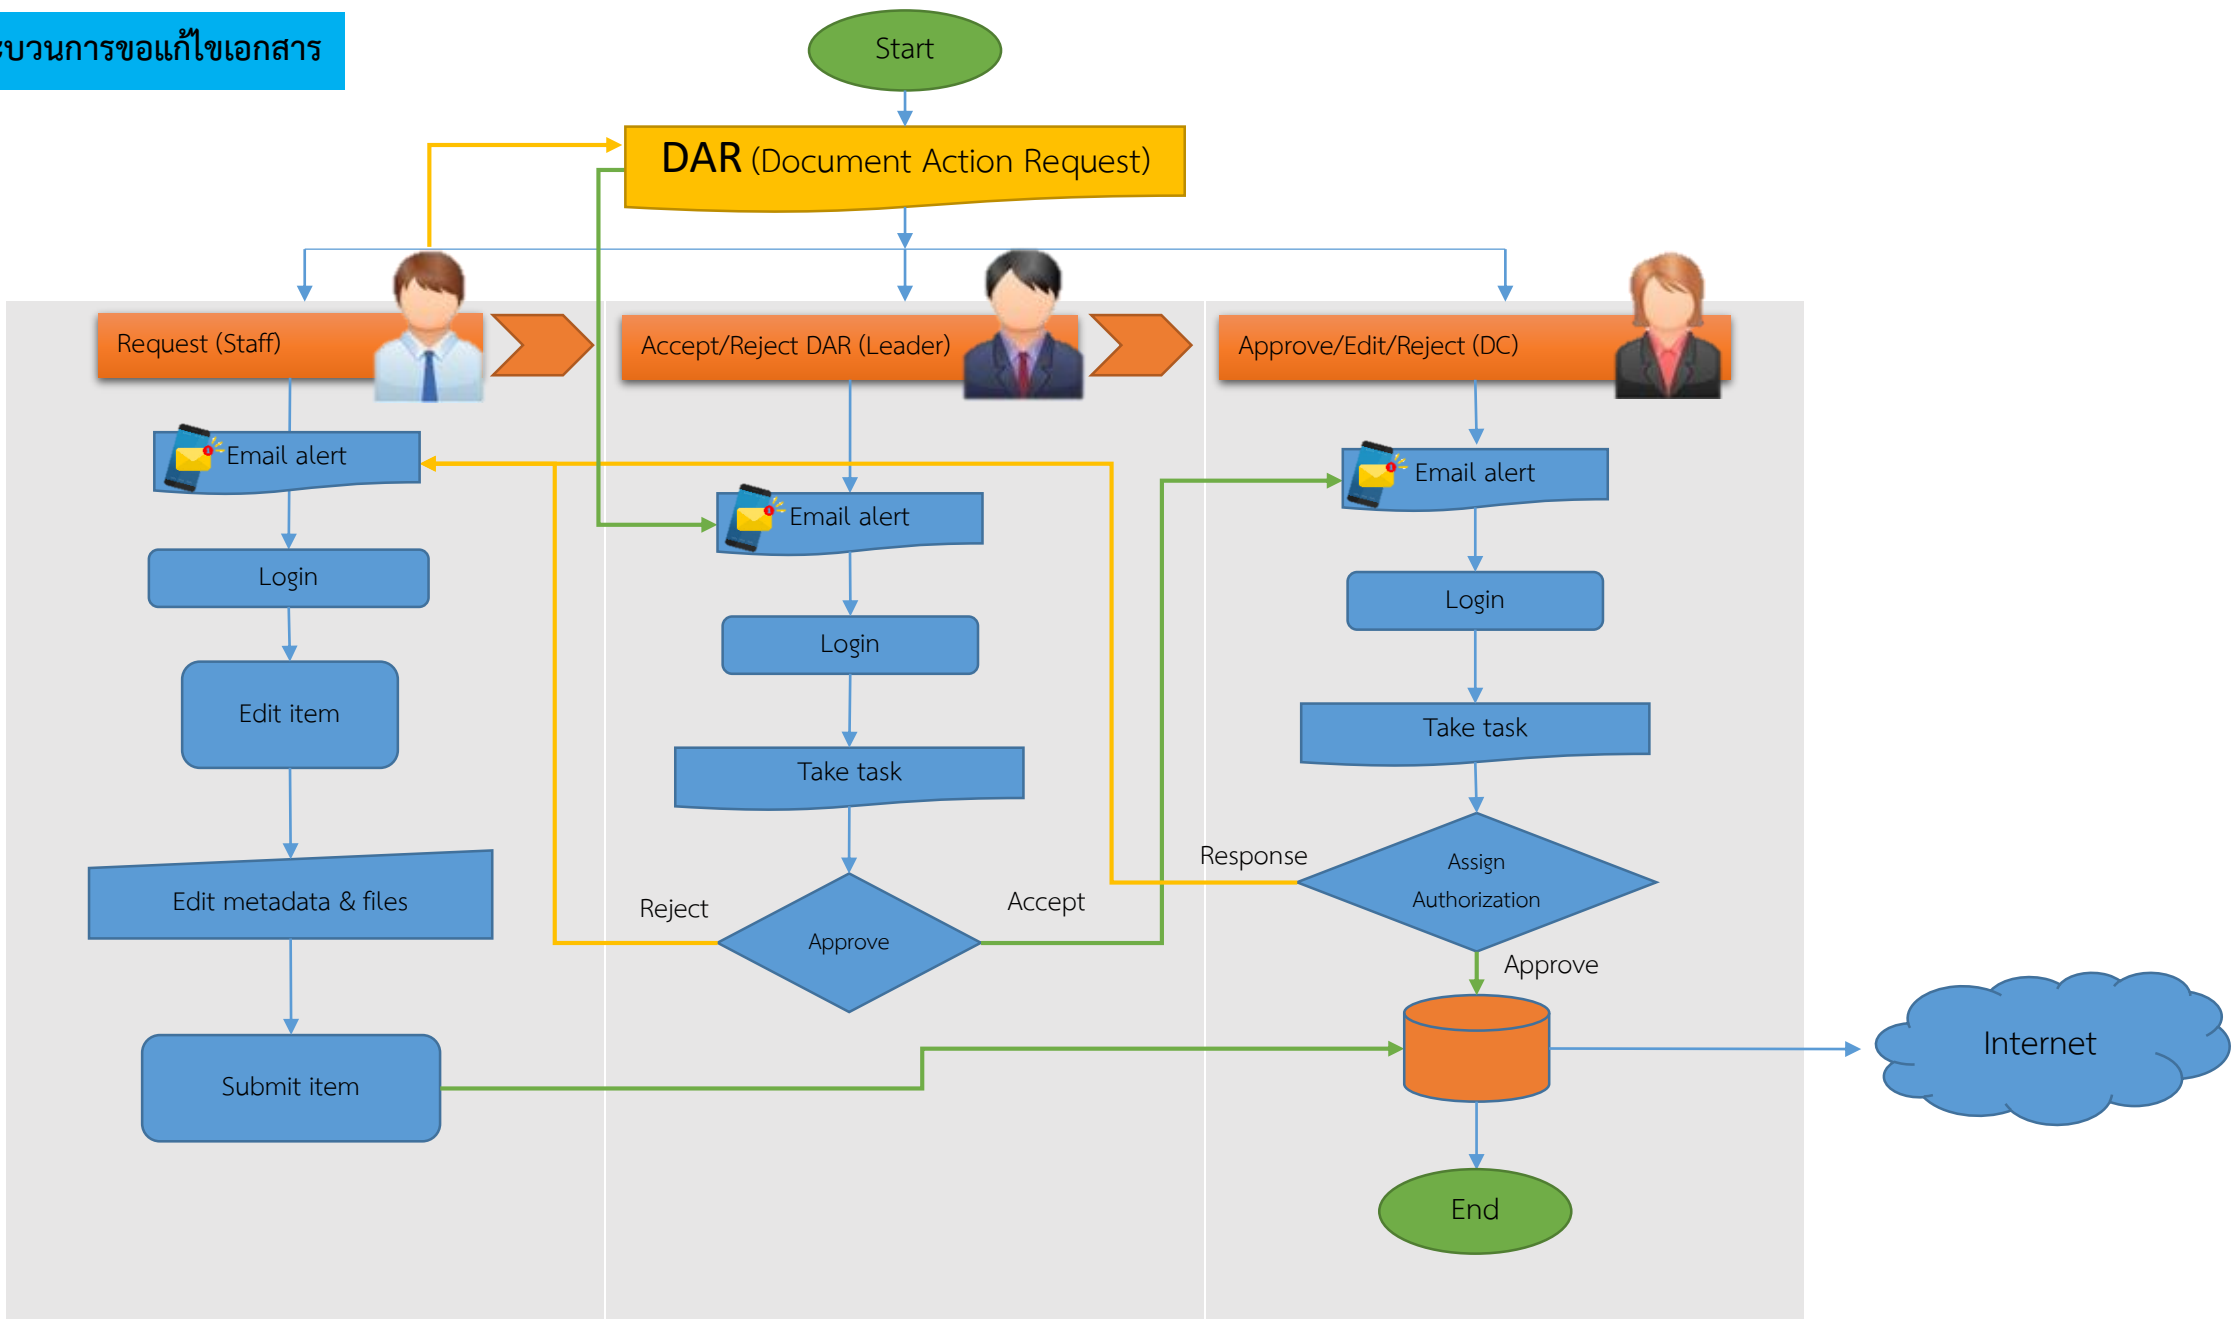 ะบวนการขอแก้ไขเอกสาร
Start
DAR (Document Action Request)
Request (Staff)
Accept/Reject DAR (Leader)
Approve/Edit/Reject (DC)
Email alert
Email alert
Email alert
Login
Login
Login
Edit item
Take task
Take task
Edit metadata & files
Reject
Approve
Accept
Response
Assign
Authorization
Approve
Submit item
Internet
End